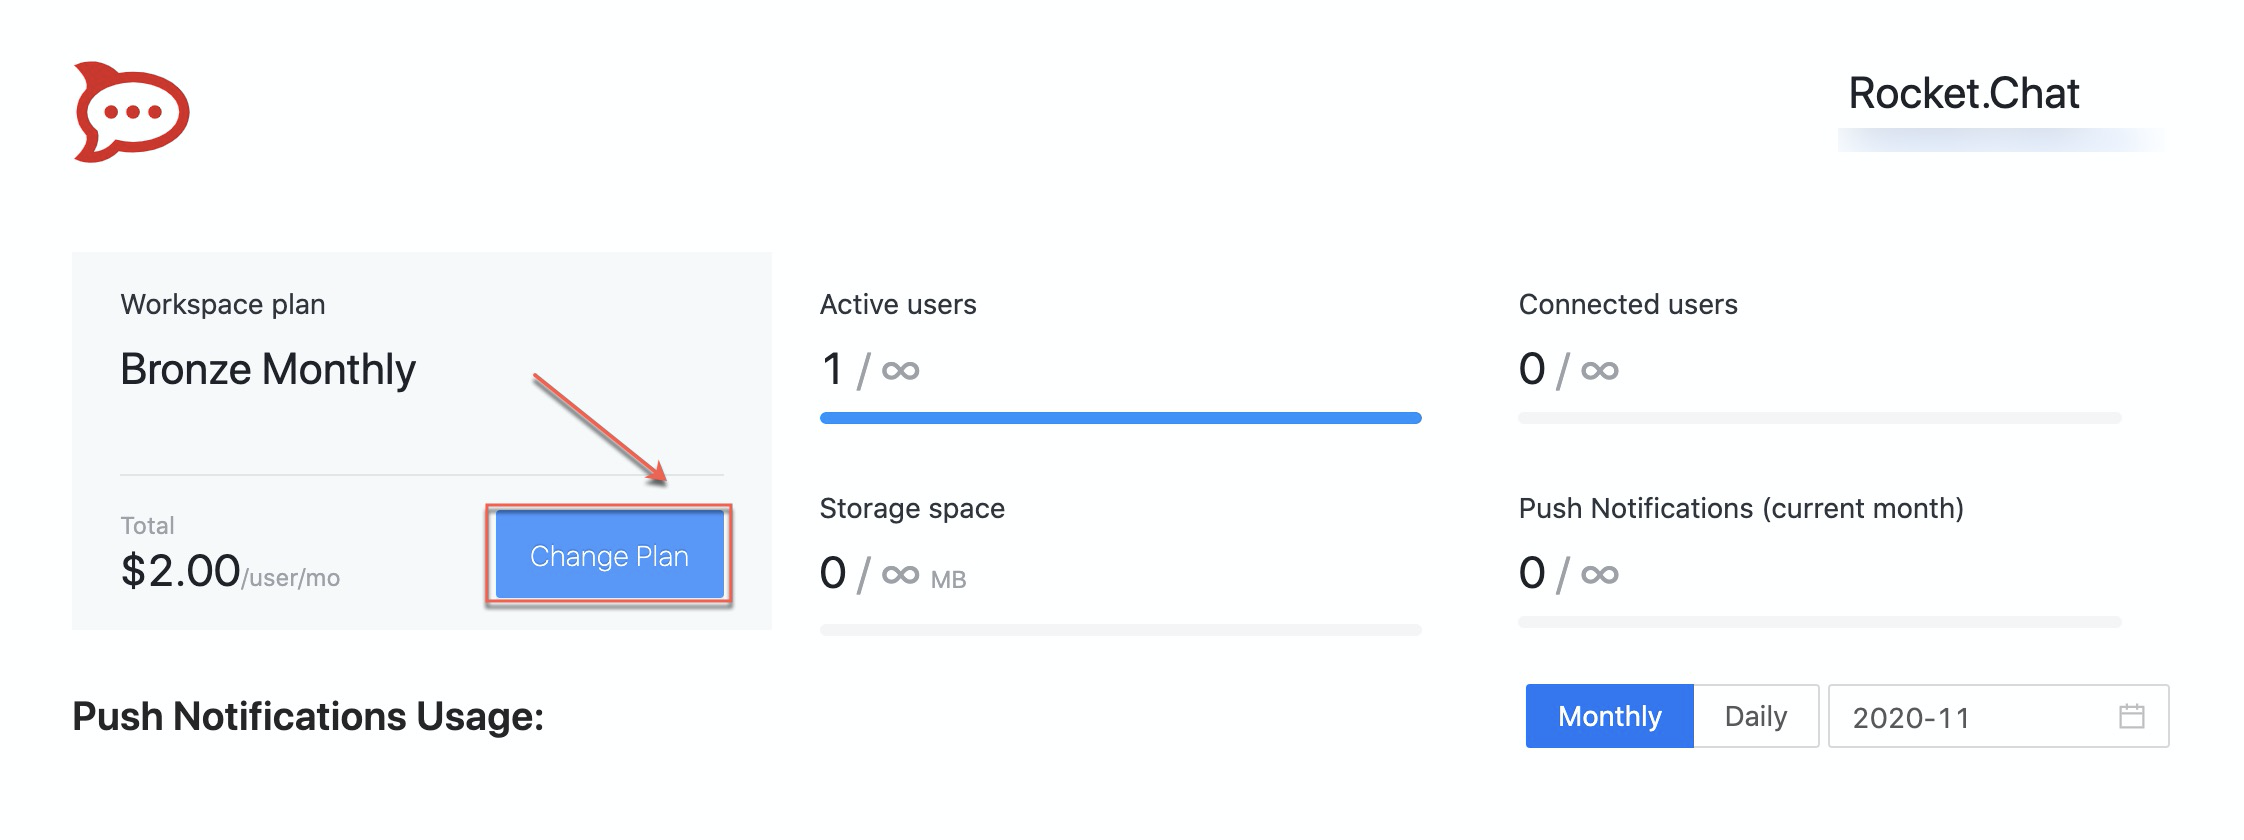 Rocket.Chat
Workspace plan
Bronze Monthly
Total
$2.00/user/mo
Change Plan
Active users
1 / ∞
Connected users
0 / ∞
Storage space
0 / ∞ MB
Push Notifications (current month)
0 / ∞
Push Notifications Usage:
Monthly
Daily
2020-11